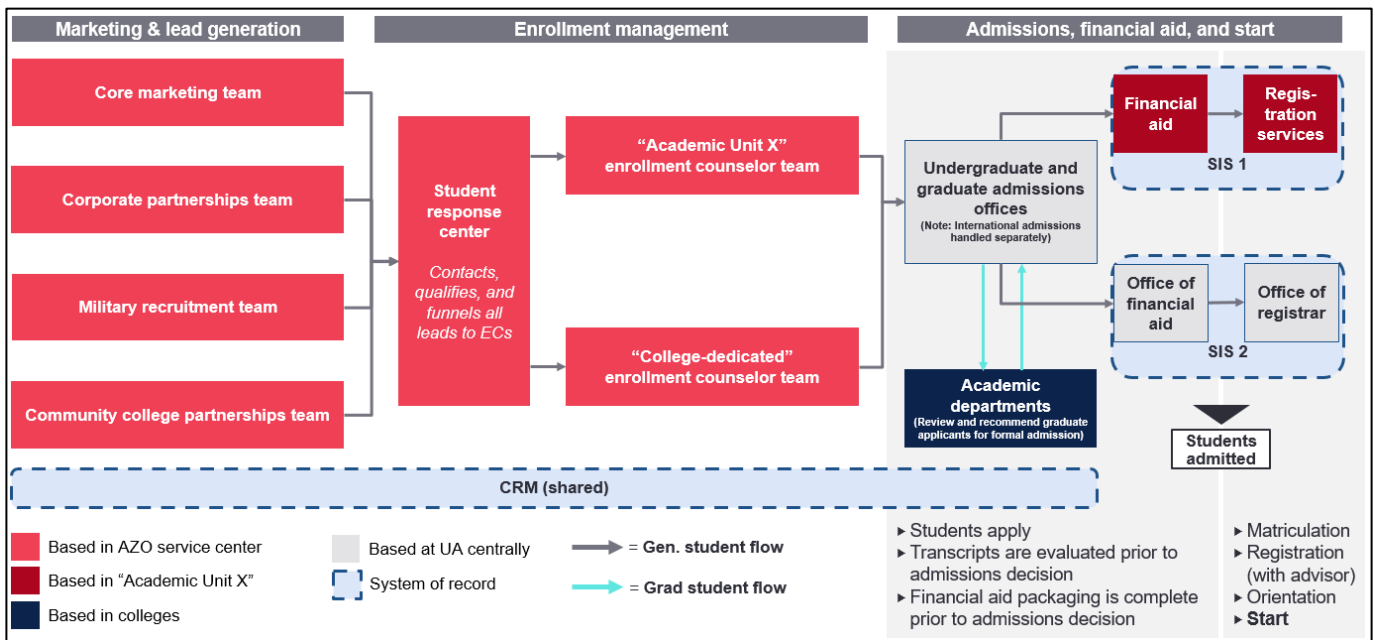 Marketing & lead generation
Enrollment management
Admissions, financial aid, and start
Core marketing team
Corporate partnerships team
Military recruitment team
Community college partnerships team
Student
response
center
Contacts,
qualifies, and
funnels all
leads to ECs
“Academic Unit X”
enrollment counselor team
“College-dedicated”
enrollment counselor team
Undergraduate and
graduate admissions
offices
(Note: International admissions
handled separately)
Academic
departments
(Review and recommend graduate
applicants for formal admission)
Financial
aid
Regis-
tration
services
SIS 1
Office of
financial
aid
Office of
registrar
SIS 2
Students
admitted
CRM (shared)
Based in AZO service center
Based in “Academic Unit X”
Based in colleges
Based at UA centrally
System of record
= Gen. student flow
= Grad student flow
▸ Students apply
▸ Transcripts are evaluated prior to
admissions decision
▸ Financial aid packaging is complete
prior to admissions decision
▸ Matriculation
▸ Registration
(with advisor)
▸ Orientation
▸ Start